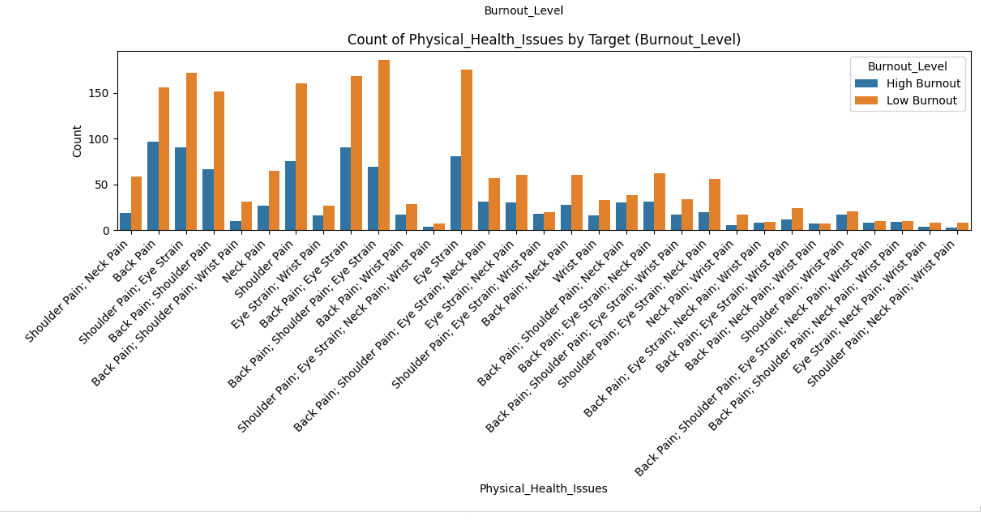 Burnout_Level
Count of Physical_Health_Issues by Target (Burnout_Level)
Burnout_Level
High Burnout
Low Burnout
Count
150
100
50
0
Shoulder Pain; Neck Pain
Back Pain
Shoulder Pain; Eye Strain
Back Pain; Shoulder Pain
Back Pain; Shoulder Pain; Wrist Pain
Neck Pain
Shoulder Pain
Eye Strain; Wrist Pain
Back Pain; Eye Strain
Back Pain; Shoulder Pain; Eye Strain
Back Pain; Wrist Pain
Shoulder Pain; Eye Strain; Neck Pain; Wrist Pain
Eye Strain
Back Pain; Shoulder Pain; Eye Strain; Neck Pain
Eye Strain; Neck Pain
Shoulder Pain; Eye Strain; Wrist Pain
Back Pain; Neck Pain
Wrist Pain
Back Pain; Shoulder Pain; Neck Pain
Back Pain; Eye Strain; Neck Pain
Back Pain; Shoulder Pain; Eye Strain; Wrist Pain
Shoulder Pain; Eye Strain; Neck Pain
Neck Pain; Wrist Pain
Back Pain; Eye Strain; Neck Pain; Wrist Pain
Back Pain; Eye Strain; Wrist Pain
Back Pain; Neck Pain; Wrist Pain
Shoulder Pain; Wrist Pain
Back Pain; Shoulder Pain; Eye Strain; Neck Pain; Wrist Pain
Back Pain; Shoulder Pain; Neck Pain; Wrist Pain
Eye Strain; Neck Pain; Wrist Pain
Shoulder Pain; Neck Pain; Wrist Pain
Physical_Health_Issues